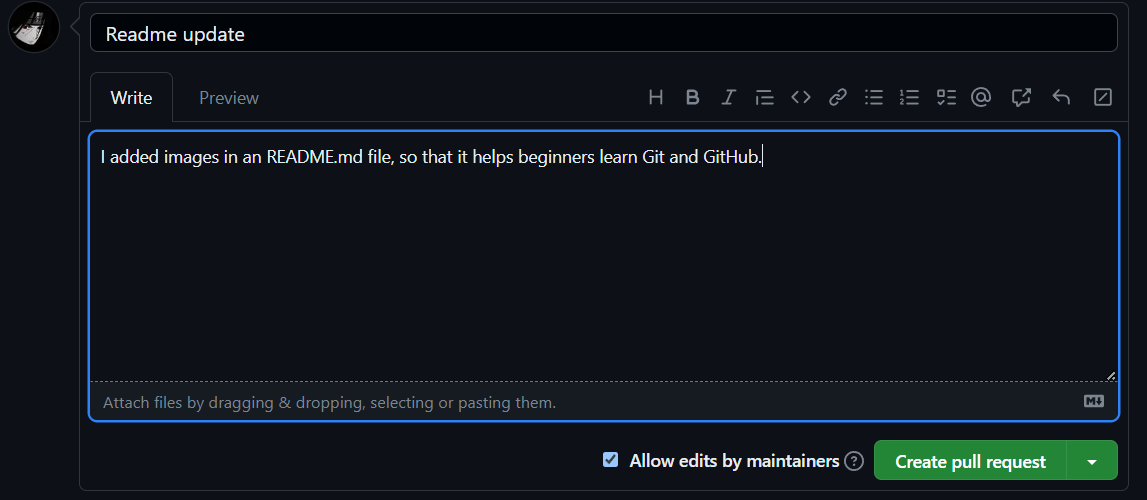 Readme update
Write Preview
I added images in an README.md file, so that it helps beginners learn Git and GitHub.
Attach files by dragging & dropping, selecting or pasting them.
Allow edits by maintainers Create pull request